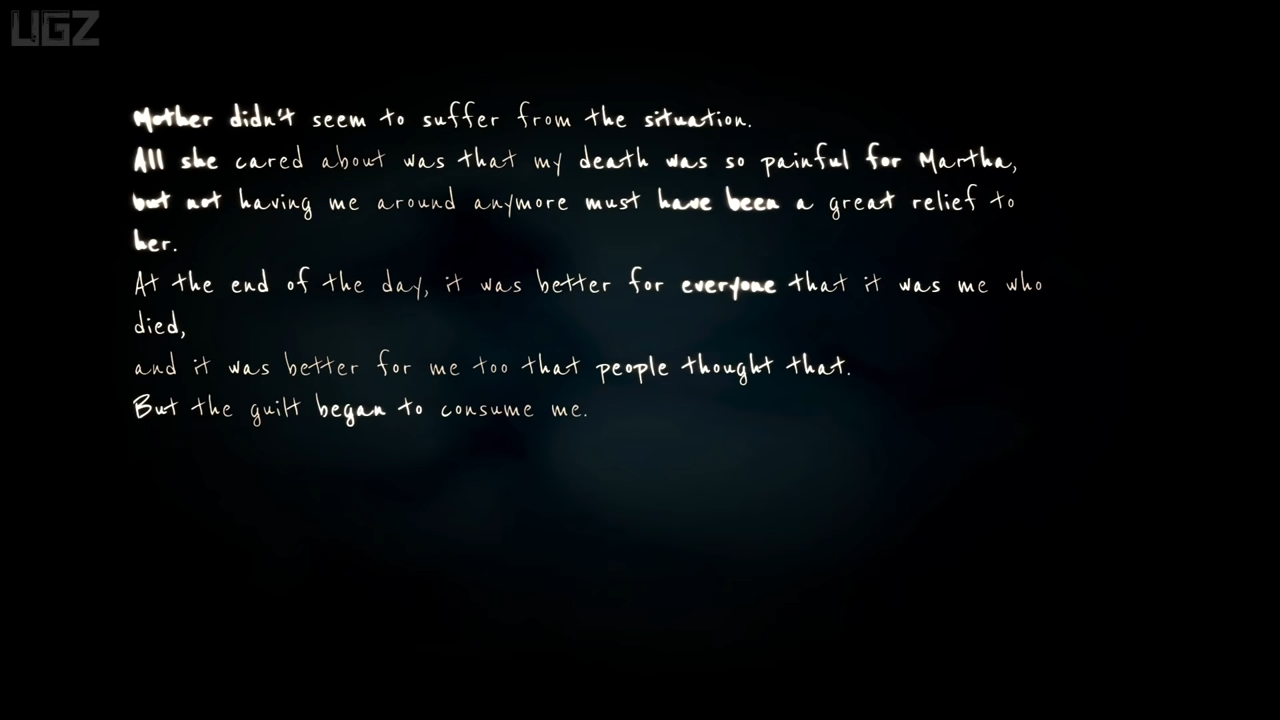 UGZ
Mother didn't seem to suffer from the situation.
All she cared about was that my death was so painful for Martha,
but not having me around anymore must have been a great relief to
her.
At the end of the day, it was better for everyone that it was me who
died,
and it was better for me too that people thought that.
But the guilt began to consume me.